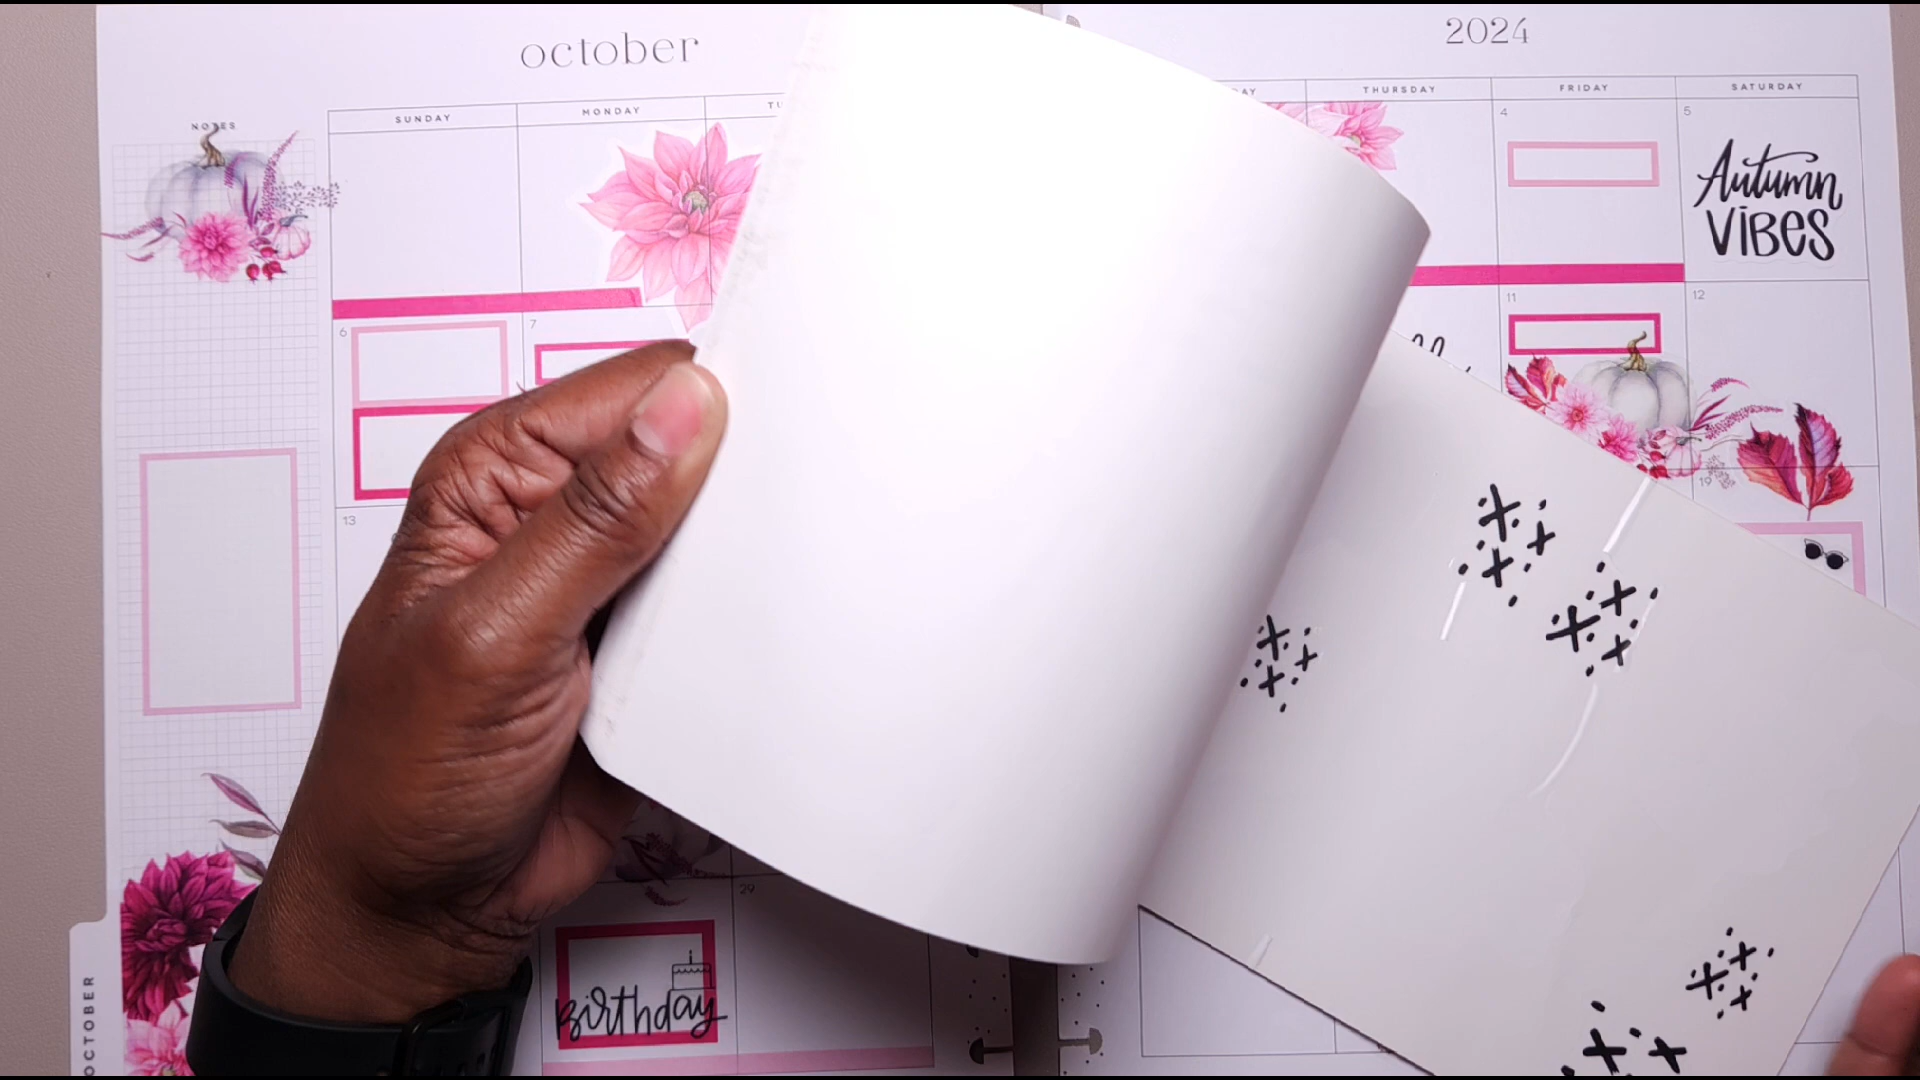 october
2024
NOTES
SUNDAY
MONDAY
THURSDAY
FRIDAY
SATURDAY
4
5
Autumn
VIBES
6
7
11
12
13
19
29
Birthday
OCTOBER